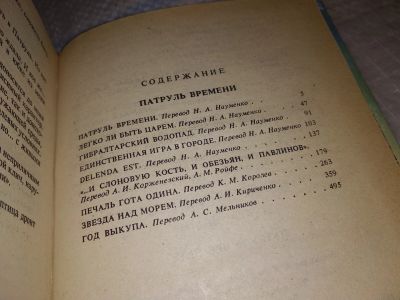 СОДЕРЖАНИЕ
ПАТРУЛЬ ВРЕМЕНИ
ПАТРУЛЬ ВРЕМЕНИ. Перевод Н. А. Науменко 5
ЛЕГКО ЛИ БЫТЬ ЦАРЕМ. Перевод Н. А. Науменко 47
ГИБРАЛТАРСКИЙ ВОДОПАД. Перевод Н. А. Науменко 91
ЕДИНСТВЕННАЯ ИГРА В ГОРОДЕ. Перевод Н. А. Науменко 103
DELENDA EST. Перевод Н. А. Науменко 137
«...И СЛОНОВУЮ КОСТЬ, И ОБЕЗЬЯН, И ПАВЛИНОВ».
Перевод А. И. Корженевский, А. М. Ройфе 179
ПЕЧАЛЬ ГОТА ОДИНА. Перевод К. М. Королев 359
ЗВЕЗДА НАД МОРЕМ. Перевод А. И. Кириченко 495
ГОД ВЫКУПА. Перевод А. С. Мельников